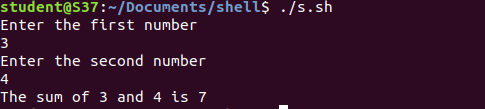 student@S37:~/Documents/shell$ ./s.sh
Enter the first number
3
Enter the second number
4
The sum of 3 and 4 is 7